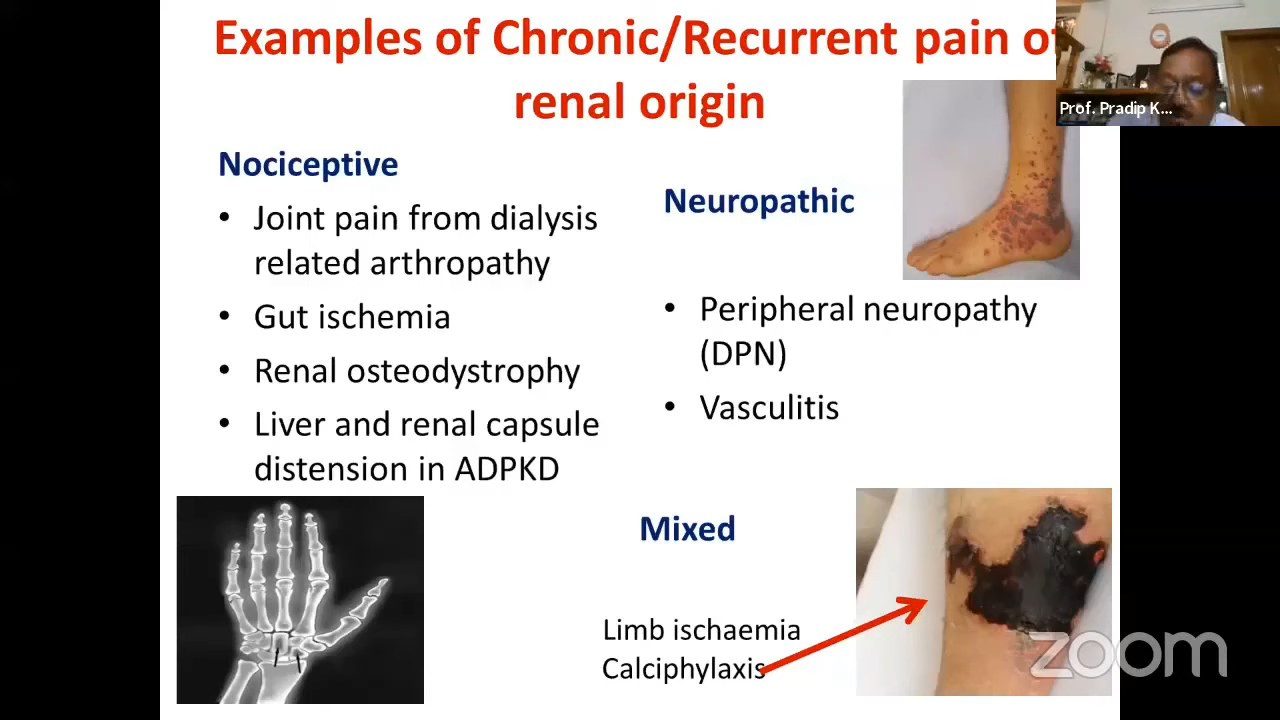 Examples of Chronic/Recurrent pain of
renal origin
Prof. Pradip K...
Nociceptive
• Joint pain from dialysis
related arthropathy
• Gut ischemia
• Renal osteodystrophy
• Liver and renal capsule
distension in ADPKD
Neuropathic
• Peripheral neuropathy
(DPN)
• Vasculitis
Mixed
Limb ischaemia
Calciphylaxis
zoom